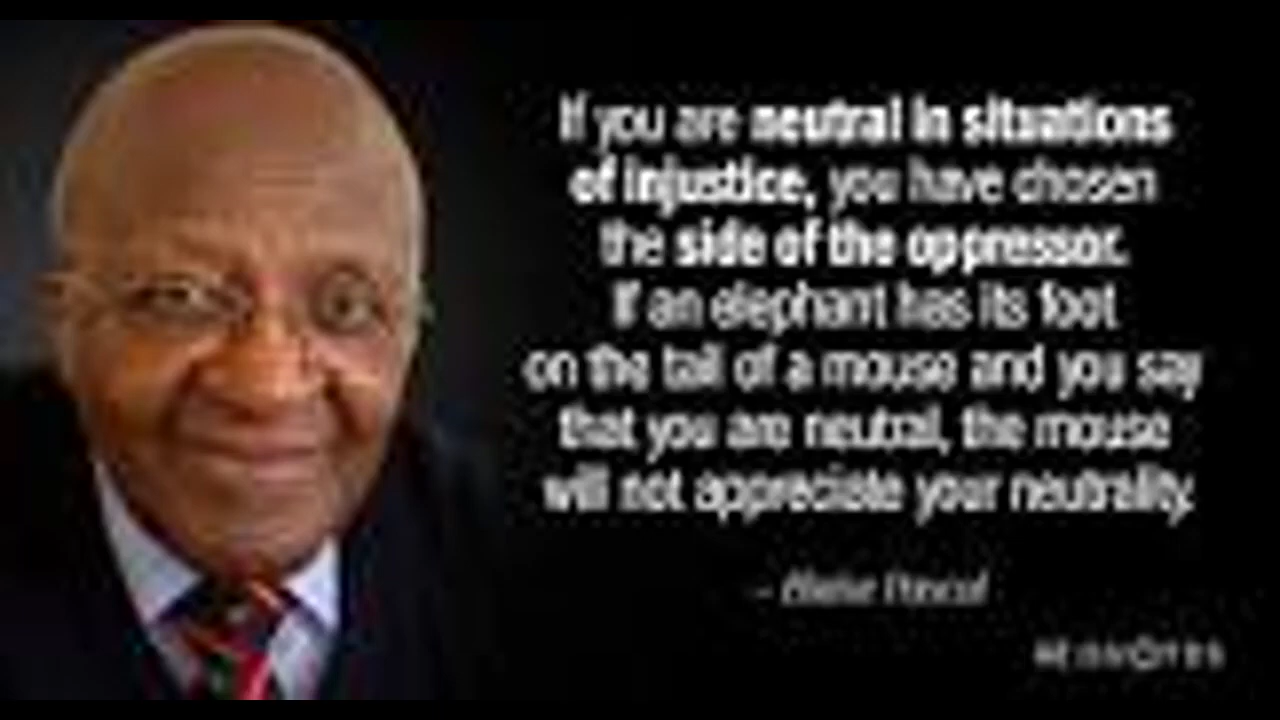 If you are neutral in situations
of injustice, you have chosen
the side of the oppressor.
If an elephant has its foot
on the tail of a mouse and you say
that you are neutral, the mouse
will not appreciate your neutrality.
– Blaise Pascal